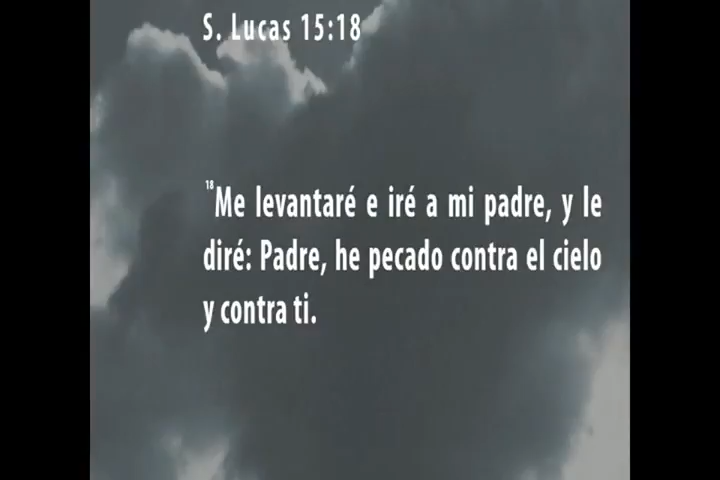 S. Lucas 15:18
18Me levantaré e iré a mi padre, y le
diré: Padre, he pecado contra el cielo
y contra ti.